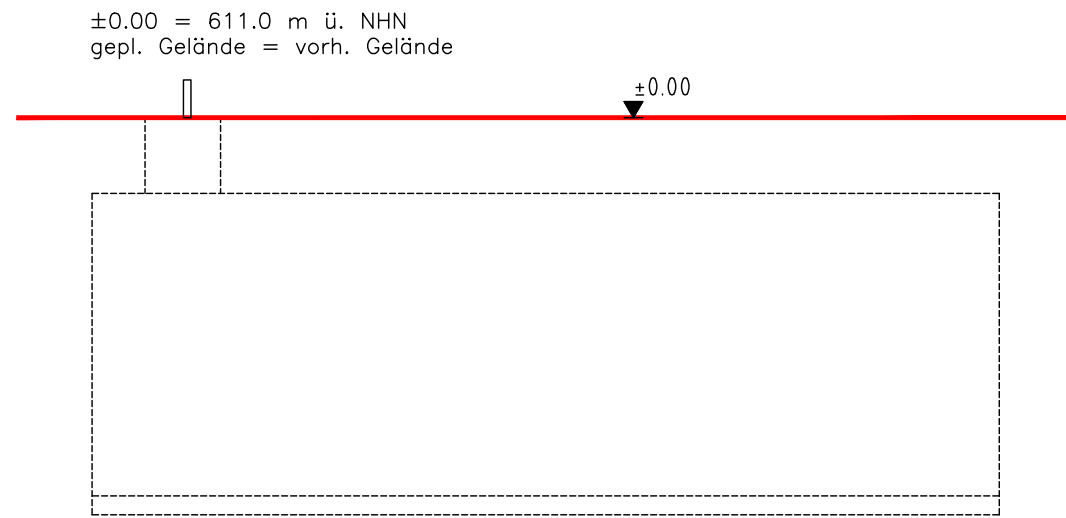 ±0.00 = 611.0 m ü. NHN
gepl. Gelände = vorh. Gelände
±0.00